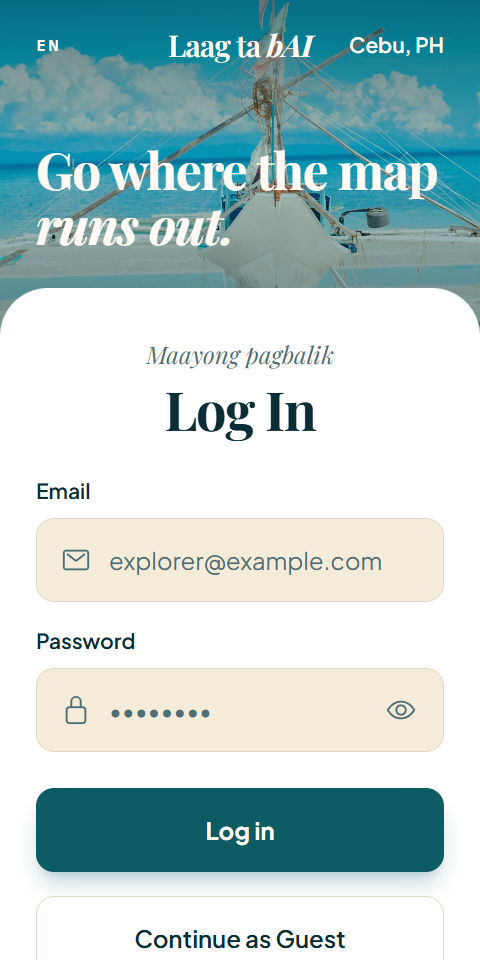 EN
Laag ta bAI
Cebu, PH
Go where the map
runs out.
Maayong pagbalik
Log In
Email
explorer@example.com
Password
••••••••
Log in
Continue as Guest